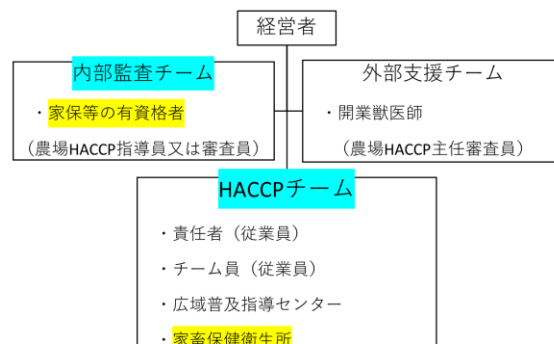 経営者
内部監査チーム
・家保等の有資格者
（農場HACCP指導員又は審査員）
外部支援チーム
・開業獣医師
（農場HACCP主任審査員）
HACCPチーム
・責任者（従業員）
・チーム員（従業員）
・広域普及指導センター
・家畜保健衛生所